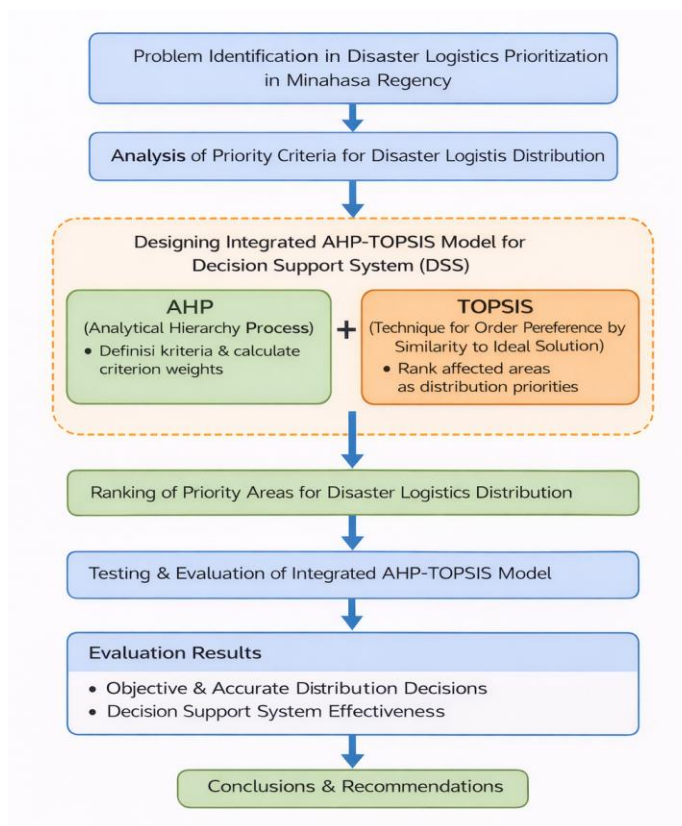 Problem Identification in Disaster Logistics Prioritization
in Minahasa Regency
Analysis of Priority Criteria for Disaster Logistis Distribution
Designing Integrated AHP-TOPSIS Model for
Decision Support System (DSS)
AHP
(Analytical Hierarchy Process)
• Definisi kriteria & calculate
criterion weights
+
TOPSIS
(Technique for Order Pereference by
Similarity to Ideal Solution)
• Rank affected areas
as distribution priorities
Ranking of Priority Areas for Disaster Logistics Distribution
Testing & Evaluation of Integrated AHP-TOPSIS Model
Evaluation Results
• Objective & Accurate Distribution Decisions
• Decision Support System Effectiveness
Conclusions & Recommendations